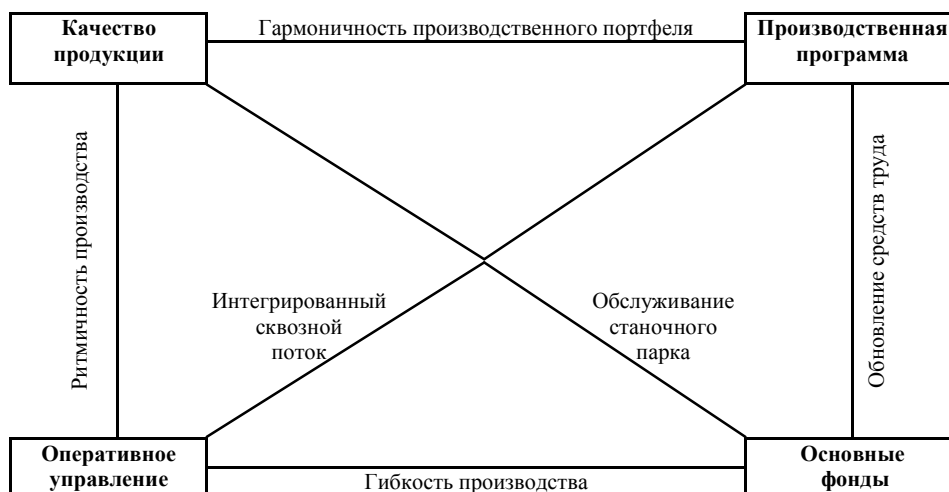 Качество
продукции
Гармоничность производственного портфеля
Производственная
программа
Ритмичность производства
Обновление средств труда
Интегрированный
сквозной
поток
Обслуживание
станочного
парка
Оперативное
управление
Гибкость производства
Основные
фонды